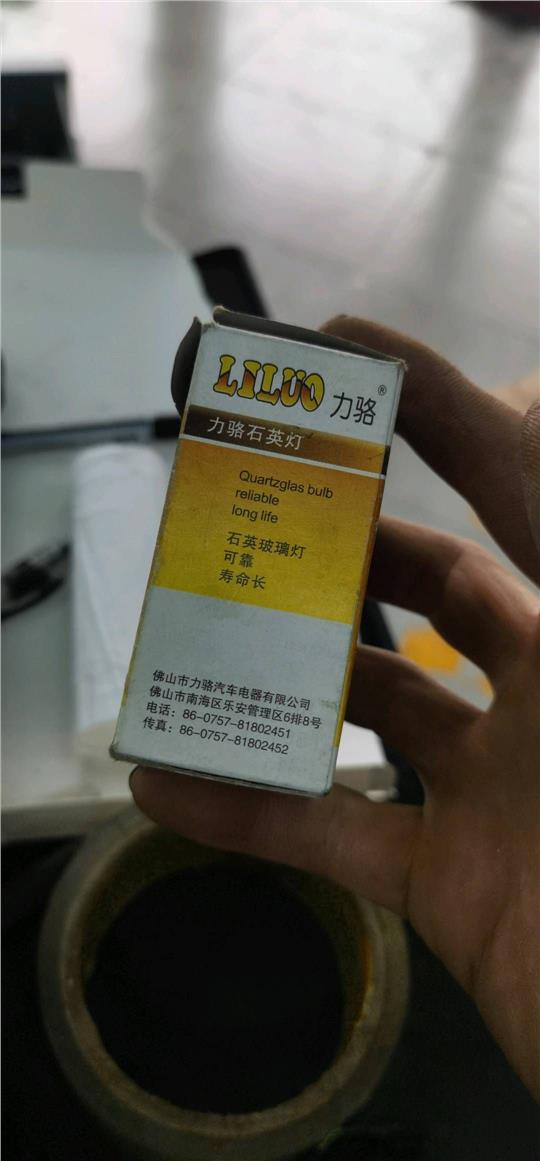 LILUO 力骆®
力骆石英灯
Quartzglas bulb
reliable
long life
石英玻璃灯
可靠
寿命长
佛山市力骆汽车电器有限公司
佛山市南海区乐安管理区6排8号
电话：86-0757-81802451
传真：86-0757-81802452